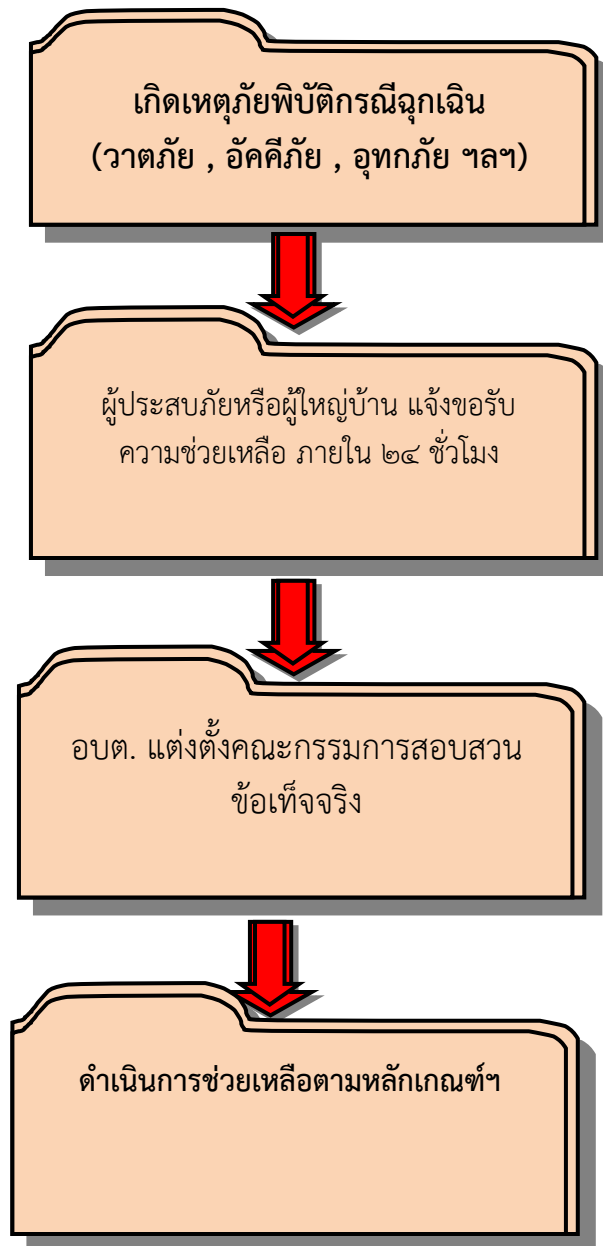 เกิดเหตุภัยพิบัติกรณีฉุกเฉิน
(วาตภัย , อัคคีภัย , อุทกภัย ฯลฯ)
ผู้ประสบภัยหรือผู้ใหญ่บ้าน แจ้งขอรับ
ความช่วยเหลือ ภายใน ๒๔ ชั่วโมง
อบต. แต่งตั้งคณะกรรมการสอบสวน
ข้อเท็จจริง
ดำเนินการช่วยเหลือตามหลักเกณฑ์ฯ